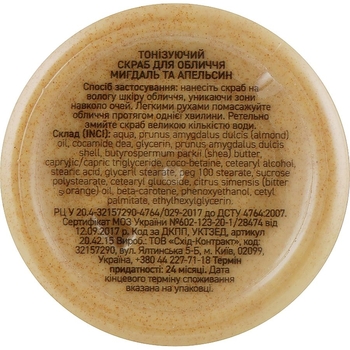 ТОНІЗУЮЧИЙ
СКРАБ ДЛЯ ОБЛИЧЧЯ
МИГДАЛЬ ТА АПЕЛЬСИН
Спосіб застосування: нанесіть скраб на
вологу шкіру обличчя, уникаючи зони
навколо очей. Легкими рухами помасажуйте
обличчя протягом однієї хвилини. Ретельно
змийте скраб великою кількістю води.
Склад (INCI): aqua, prunus amygdalus dulcis (almond)
oil, cocamide dea, glycerin, prunus amygdalus dulcis
shell, butyrospermum parkii (shea) butter,
caprylic/capric triglyceride, coco-betaine, cetearyl alcohol,
stearic acid, glyceril stearate, peg 100 stearate, sucrose
polystearate, cetearyl glucoside, citrus sinensis (bitter
orange) oil, beta-carotene, phenoxyethanol, cetyl
palmitate, ethylhexylglycerin.
РЦ У 20.4-32157290-4764/029-2017 до ДСТУ 4764:2007.
Сертифікат МОЗ України №602-123-20-1/28474 від
12.09.2017 р. Код за ДКПП, УКТЗЕД, артикул
20.42.15 Вироб.: ТОВ «Схід-Контракт», код
32157290, вул. Ялтинська 5-Б, м. Київ, 02099,
Україна, +380 44 227-71-18 Термін
придатності: 24 місяці. Дата
кінцевого терміну споживання
вказана на упаковці.